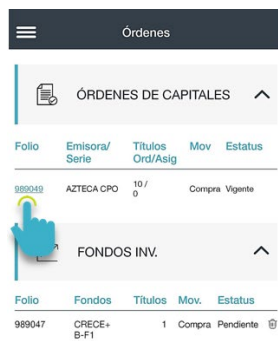 Órdenes
ÓRDENES DE CAPITALES
Folio Emisora/ Títulos Mov Estatus
Serie Ord/Asig
989049 AZTECA CPO 10 / Compra Vigente
0
FONDOS INV.
Folio Fondos Títulos Mov. Estatus
989047 CRECE+ 1 Compra Pendiente
B-F1